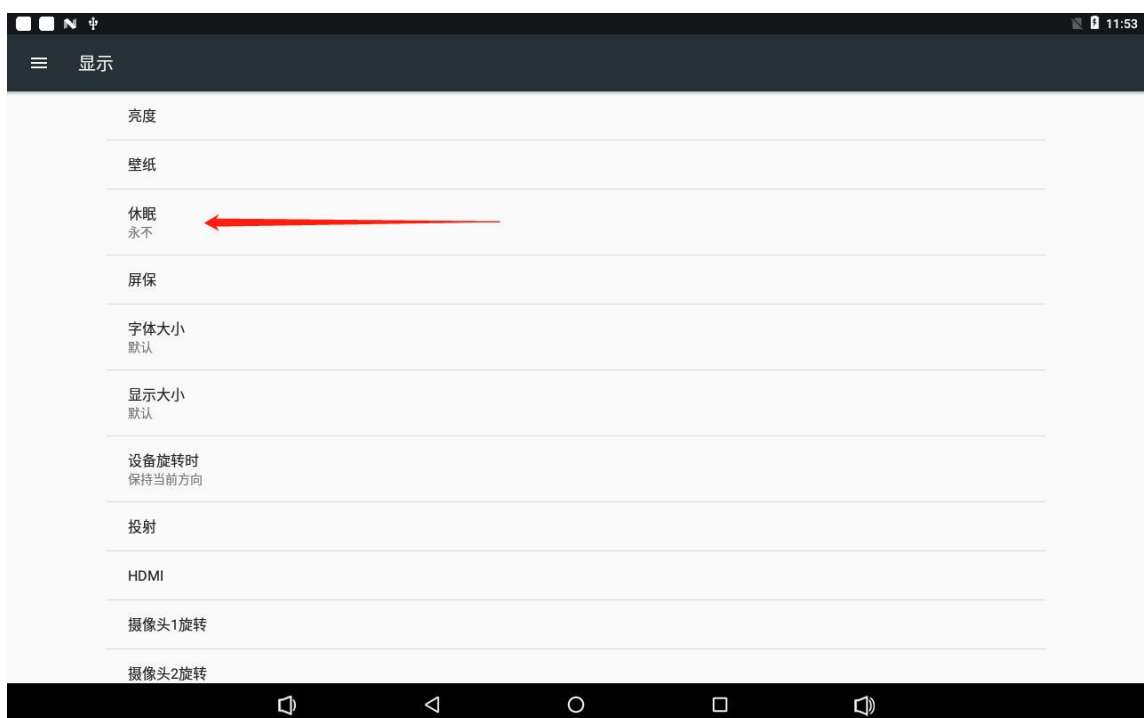 11:53
显示
亮度
壁纸
休眠
永不
屏保
字体大小
默认
显示大小
默认
设备旋转时
保持当前方向
投射
HDMI
摄像头1旋转
摄像头2旋转